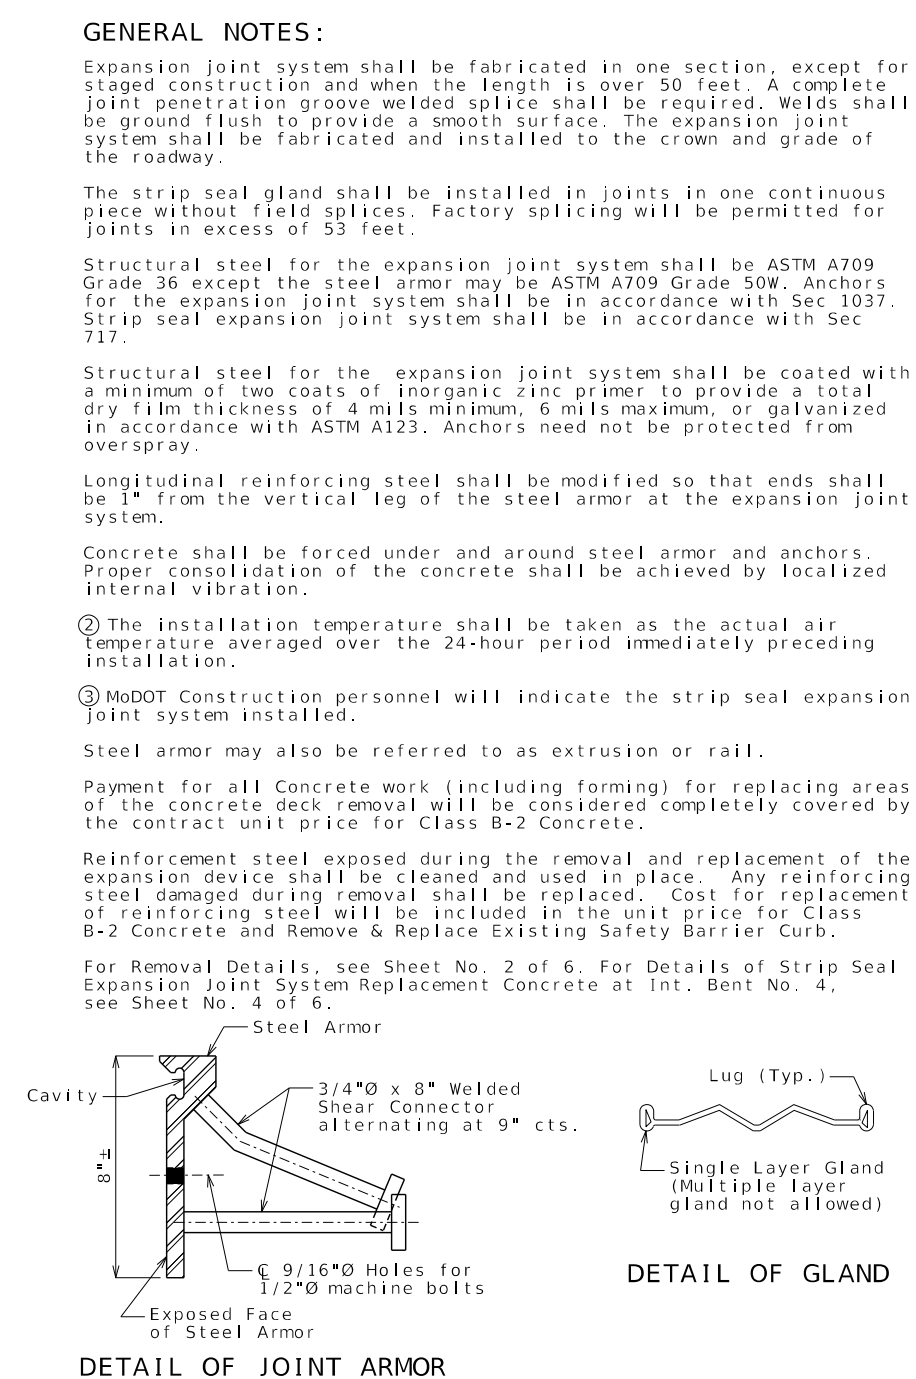 GENERAL NOTES:
Expansion joint system shall be fabricated in one section, except for
staged construction and when the length is over 50 feet. A complete
joint penetration groove welded splice shall be required. Welds shall
be ground flush to provide a smooth surface. The expansion joint
system shall be fabricated and installed to the crown and grade of
the roadway.
The strip seal gland shall be installed in joints in one continuous
piece without field splices. Factory splicing will be permitted for
joints in excess of 53 feet.
Structural steel for the expansion joint system shall be ASTM A709
Grade 36 except the steel armor may be ASTM A709 Grade 50W. Anchors
for the expansion joint system shall be in accordance with Sec 1037.
Strip seal expansion joint system shall be in accordance with Sec
717.
Structural steel for the expansion joint system shall be coated with
a minimum of two coats of inorganic zinc primer to provide a total
dry film thickness of 4 mils minimum, 6 mils maximum, or galvanized
in accordance with ASTM A123. Anchors need not be protected from
overspray.
Longitudinal reinforcing steel shall be modified so that ends shall
be 1" from the vertical leg of the steel armor at the expansion joint
system.
Concrete shall be forced under and around steel armor and anchors.
Proper consolidation of the concrete shall be achieved by localized
internal vibration.
② The installation temperature shall be taken as the actual air
temperature averaged over the 24-hour period immediately preceding
installation.
③ MoDOT Construction personnel will indicate the strip seal expansion
joint system installed.
Steel armor may also be referred to as extrusion or rail.
Payment for all Concrete work (including forming) for replacing areas
of the concrete deck removal will be considered completely covered by
the contract unit price for Class B-2 Concrete.
Reinforcement steel exposed during the removal and replacement of the
expansion device shall be cleaned and used in place. Any reinforcing
steel damaged during removal shall be replaced. Cost for replacement
of reinforcing steel will be included in the unit price for Class
B-2 Concrete and Remove & Replace Existing Safety Barrier Curb.
For Removal Details, see Sheet No. 2 of 6. For Details of Strip Seal
Expansion Joint System Replacement Concrete at Int. Bent No. 4,
see Sheet No. 4 of 6.
Steel Armor
Cavity
3/4"Ø x 8" Welded
Shear Connector
alternating at 9" cts.
8"±
℄ 9/16"Ø Holes for
1/2"Ø machine bolts
Exposed Face
of Steel Armor
DETAIL OF JOINT ARMOR
Lug (Typ.)
Single Layer Gland
(Multiple layer
gland not allowed)
DETAIL OF GLAND